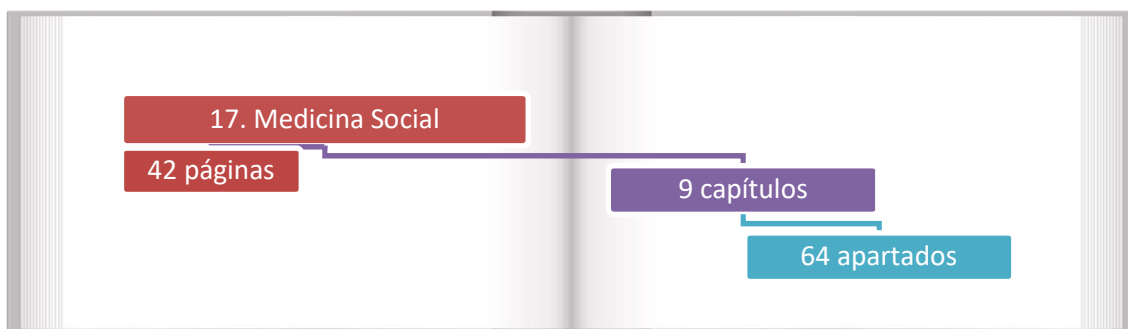 17. Medicina Social
42 páginas
9 capítulos
64 apartados